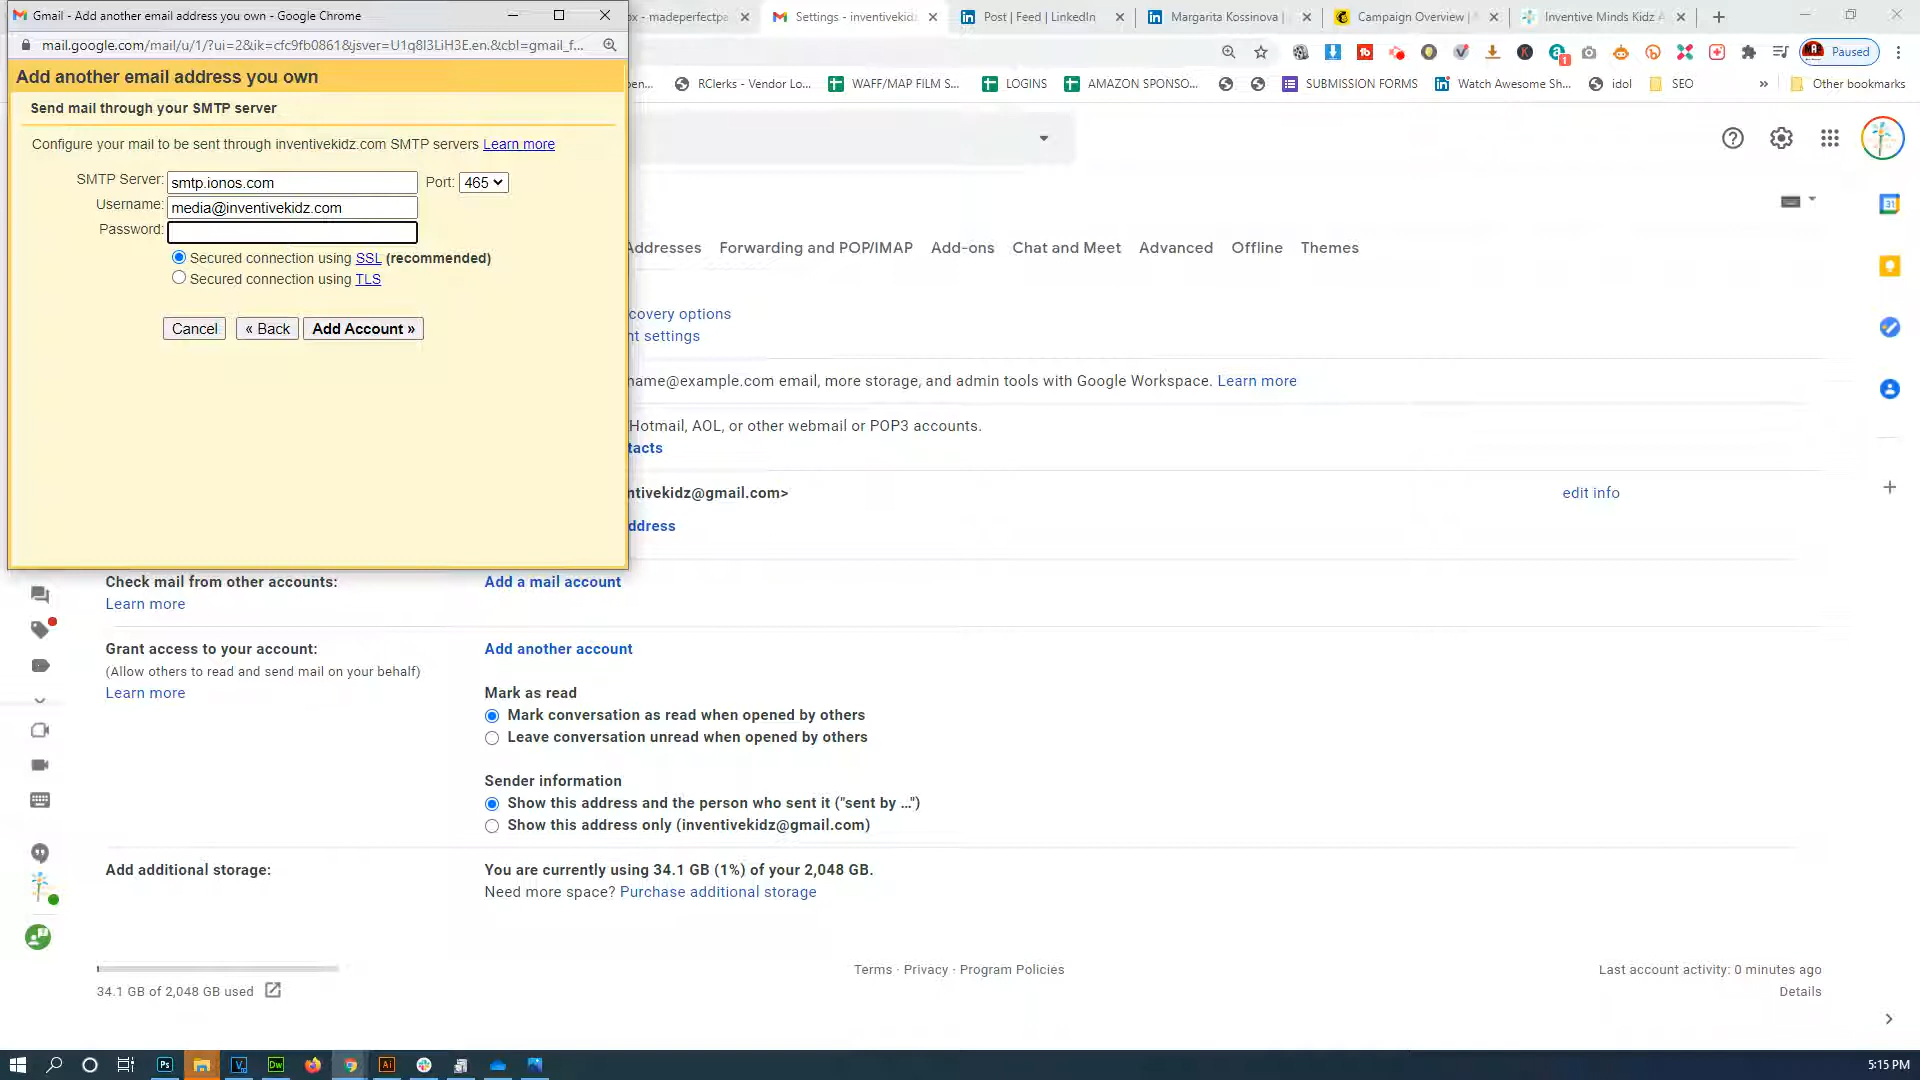 Gmail - Add another email address you own - Google Chrome
mail.google.com/mail/u/1/?ui=2&ik=cfc9fb0861&jsver=U1q8I3LiH3E.en.&cbl=gmail_f...
Add another email address you own
Send mail through your SMTP server
Configure your mail to be sent through inventivekidz.com SMTP servers Learn more
SMTP Server: smtp.ionos.com Port: 465
Username: media@inventivekidz.com
Password:
Secured connection using SSL (recommended)
Secured connection using TLS
Cancel « Back Add Account »
ox - madeperfectpa
Settings - inventivekidz
Post | Feed | LinkedIn
Margarita Kossinova |
Campaign Overview |
Inventive Minds Kidz A
Paused
pen...
RClerks - Vendor Lo...
WAFF/MAP FILM S...
LOGINS
AMAZON SPONSO...
SUBMISSION FORMS
Watch Awesome Sh...
idol
SEO
»
Other bookmarks
Addresses Forwarding and POP/IMAP Add-ons Chat and Meet Advanced Offline Themes
covery options
nt settings
name@example.com email, more storage, and admin tools with Google Workspace. Learn more
Hotmail, AOL, or other webmail or POP3 accounts.
tacts
ntivekidz@gmail.com> edit info
ddress
Check mail from other accounts: Add a mail account
Learn more
Grant access to your account: Add another account
(Allow others to read and send mail on your behalf)
Learn more
Mark as read
Mark conversation as read when opened by others
Leave conversation unread when opened by others
Sender information
Show this address and the person who sent it ("sent by ...")
Show this address only (inventivekidz@gmail.com)
Add additional storage: You are currently using 34.1 GB (1%) of your 2,048 GB.
Need more space? Purchase additional storage
34.1 GB of 2,048 GB used
Terms · Privacy · Program Policies
Last account activity: 0 minutes ago
Details
5:15 PM